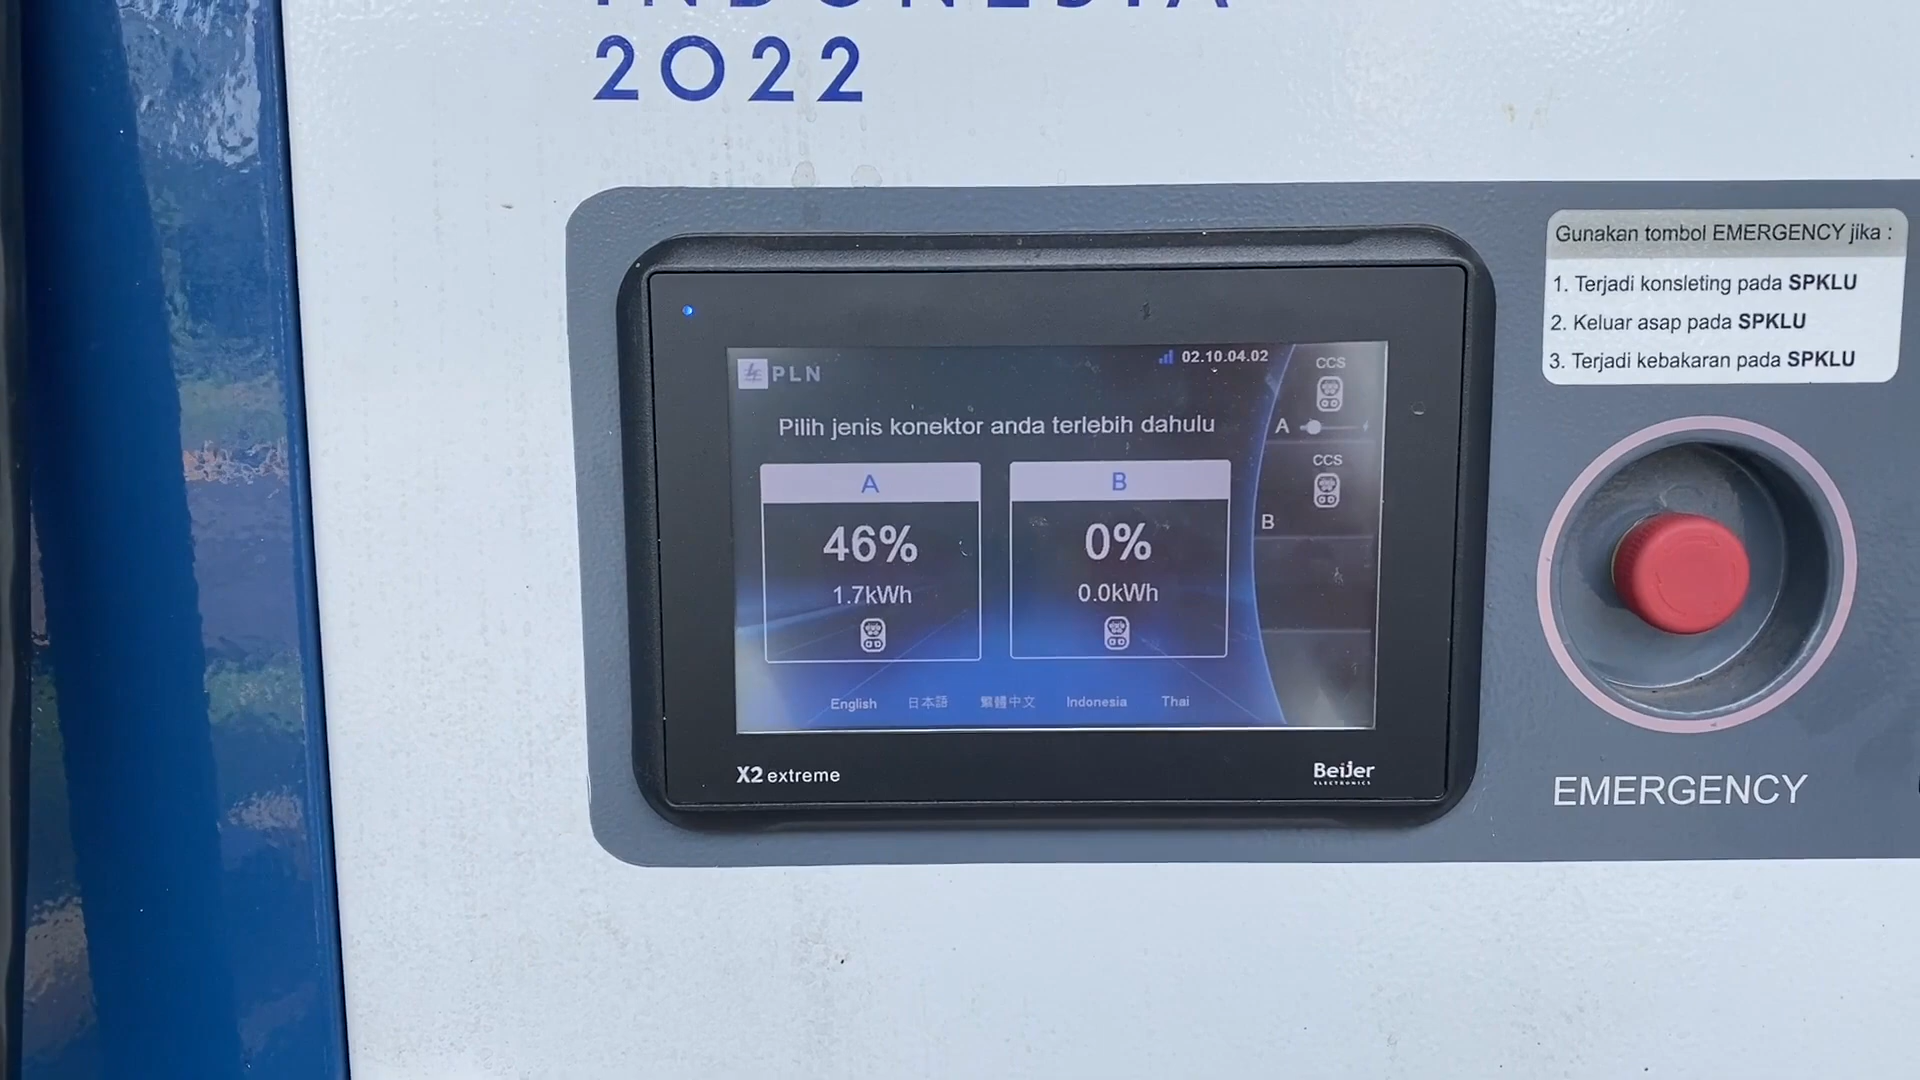 INDONESIA
2022
Gunakan tombol EMERGENCY jika :
1. Terjadi konsleting pada SPKLU
2. Keluar asap pada SPKLU
3. Terjadi kebakaran pada SPKLU
PLN
02.10.04.02
Pilih jenis konektor anda terlebih dahulu
A
46%
1.7kWh
B
0%
0.0kWh
CCS
A
CCS
B
English 日本語 繁體中文 Indonesia Thai
X2 extreme
Beijer
ELECTRONICS
EMERGENCY